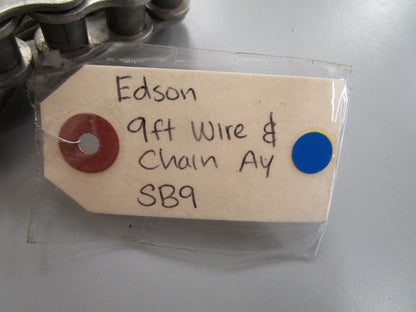 Edson
9ft Wire &
Chain Ay
SB9